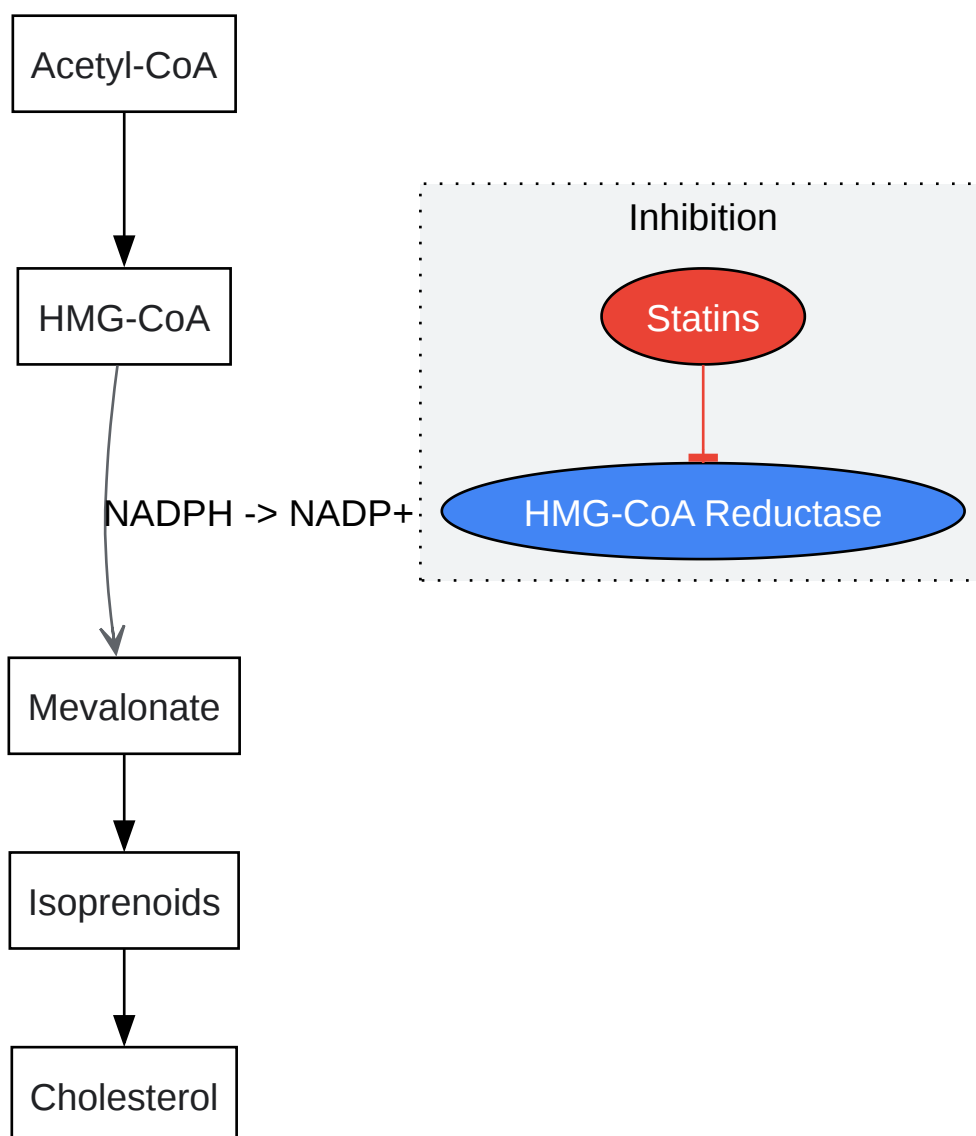 Acetyl-CoA
Inhibition
HMG-CoA
Statins
NADPH -> NADP+
HMG-CoA Reductase
Mevalonate
Isoprenoids
Cholesterol